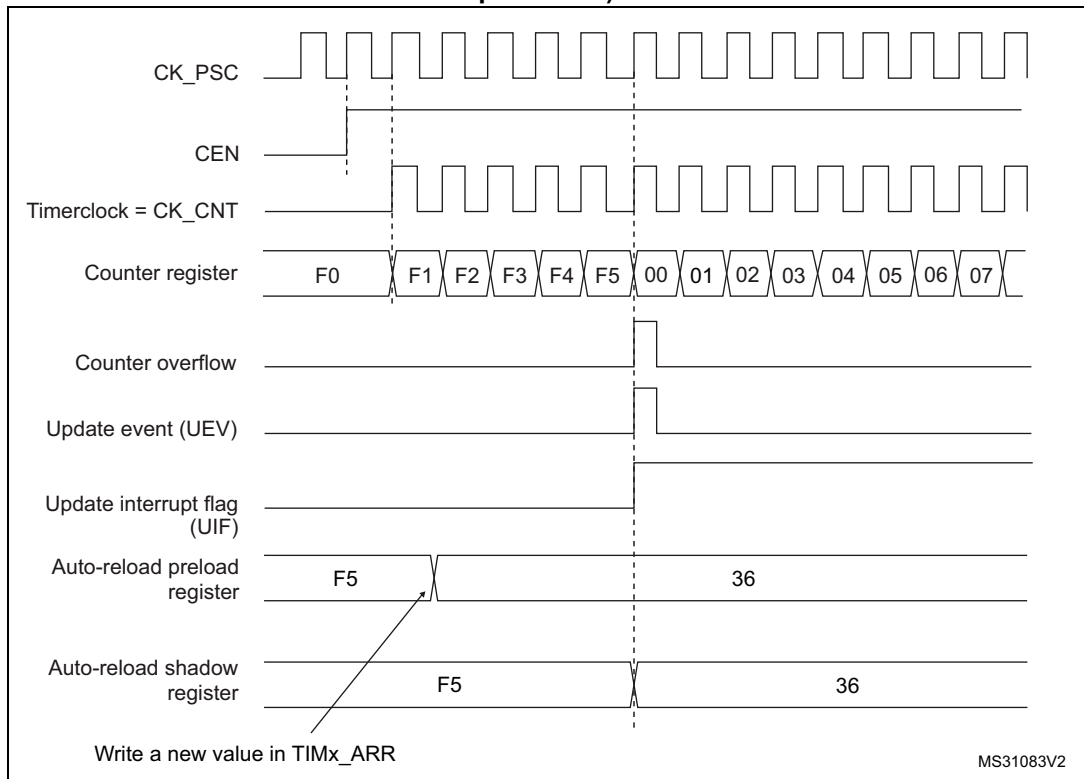 CK_PSC
CEN
Timerclock = CK_CNT
Counter register
F0 F1 F2 F3 F4 F5 00 01 02 03 04 05 06 07
Counter overflow
Update event (UEV)
Update interrupt flag
(UIF)
Auto-reload preload
register
F5 36
Auto-reload shadow
register
F5 36
Write a new value in TIMx_ARR
MS31083V2